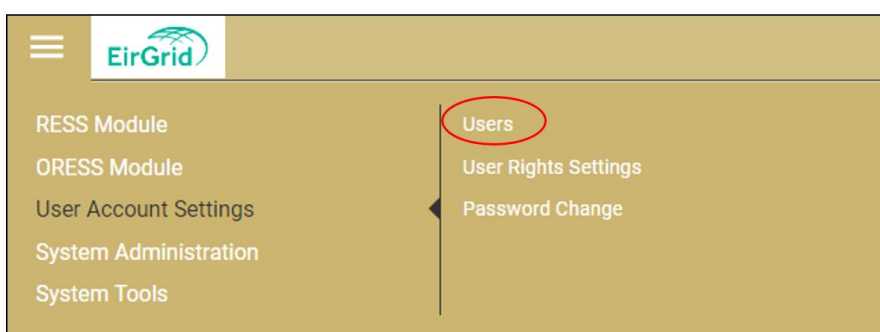 EirGrid
RESS Module
ORESS Module
User Account Settings
System Administration
System Tools
Users
User Rights Settings
Password Change